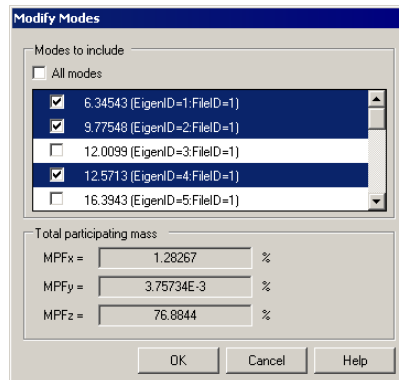 Modify Modes
Modes to include
All modes
6.34543 (EigenID=1:FileID=1)
9.77548 (EigenID=2:FileID=1)
12.0099 (EigenID=3:FileID=1)
12.5713 (EigenID=4:FileID=1)
16.3943 (EigenID=5:FileID=1)
Total participating mass
MPFx = 1.28267 %
MPFy = 3.75734E-3 %
MPFz = 76.8844 %
OK Cancel Help